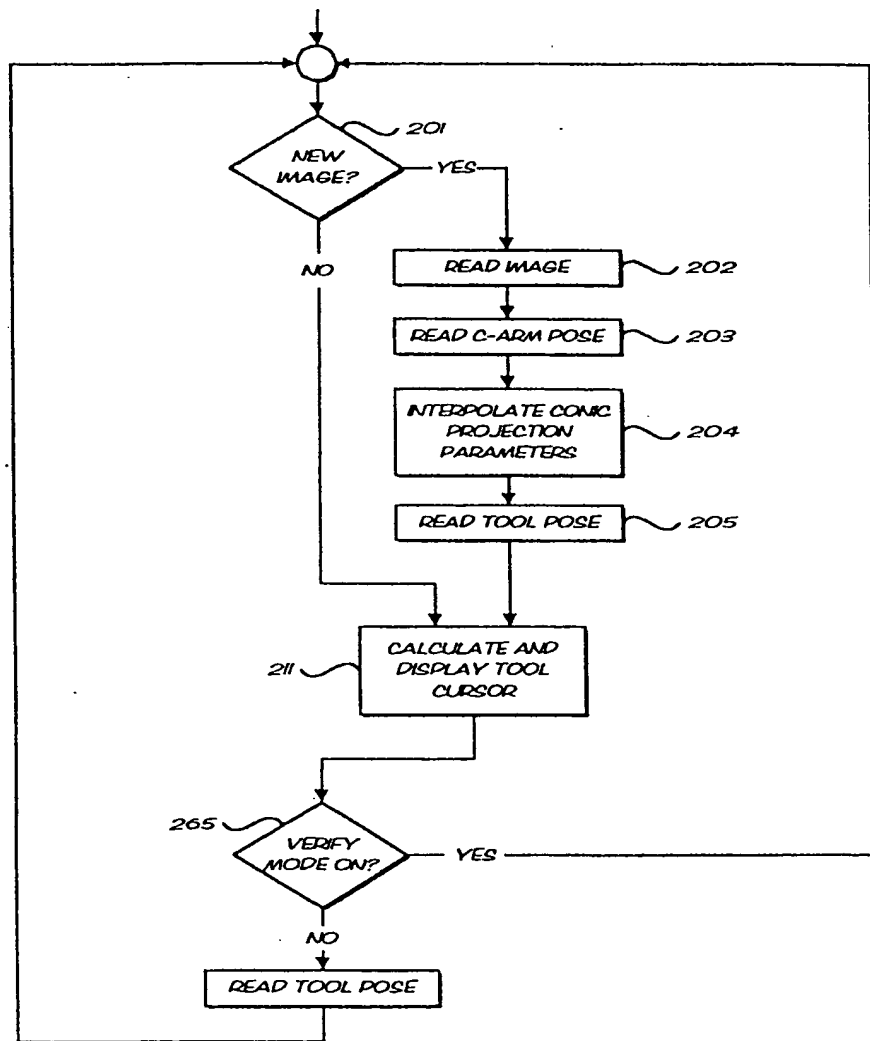 201
NEW
IMAGE?
YES
NO
READ IMAGE
202
READ C-ARM POSE
203
INTERPOLATE CONIC
PROJECTION
PARAMETERS
204
READ TOOL POSE
205
CALCULATE AND
DISPLAY TOOL
CURSOR
211
265
VERIFY
MODE ON?
YES
NO
READ TOOL POSE